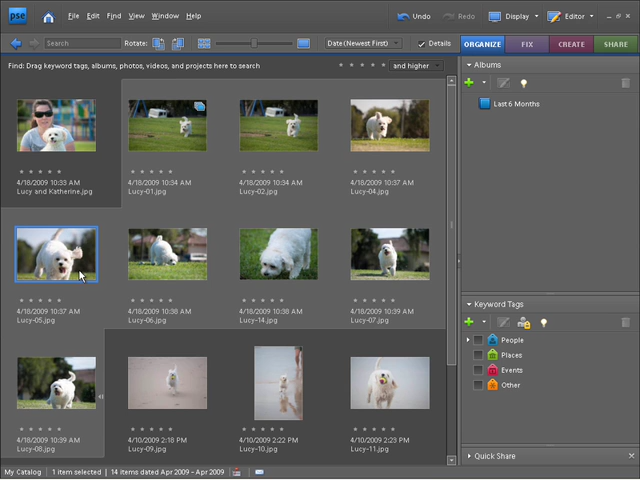 pse File Edit Find View Window Help Undo Redo Display Editor
Search Rotate: Date (Newest First) Details ORGANIZE FIX CREATE SHARE
Find: Drag keyword tags, albums, photos, videos, and projects here to search and higher
Albums
Last 6 Months
4/18/2009 10:33 AM 4/18/2009 10:34 AM 4/18/2009 10:34 AM 4/18/2009 10:37 AM
Lucy and Katherine.jpg Lucy-01.jpg Lucy-02.jpg Lucy-04.jpg
4/18/2009 10:37 AM 4/18/2009 10:38 AM 4/18/2009 10:38 AM 4/18/2009 10:39 AM
Lucy-05.jpg Lucy-06.jpg Lucy-14.jpg Lucy-07.jpg
Keyword Tags
People
Places
Events
Other
4/18/2009 10:39 AM 4/10/2009 2:18 PM 4/10/2009 2:22 PM 4/10/2009 2:23 PM
Lucy-08.jpg Lucy-09.jpg Lucy-10.jpg Lucy-11.jpg
Quick Share
My Catalog 1 item selected 14 items dated Apr 2009 - Apr 2009